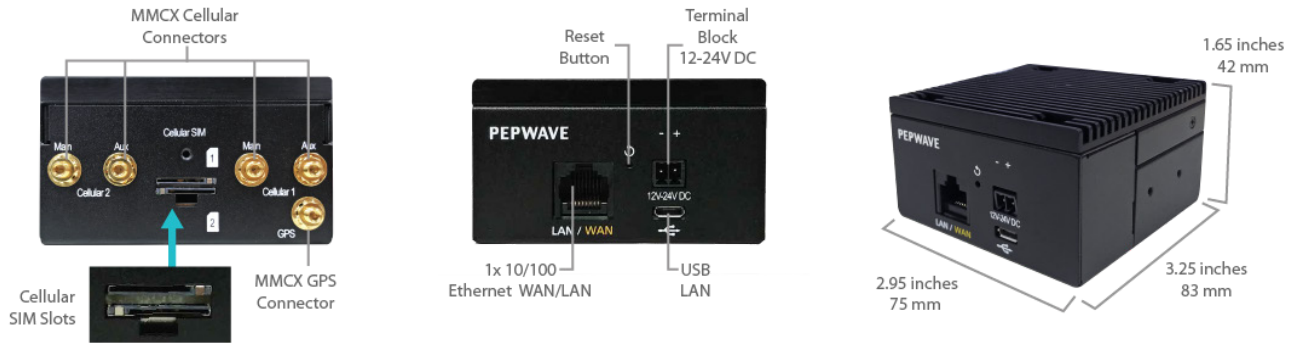 MMCX Cellular
Connectors
Cellular SIM
Main
Aux
1
Main
Aux
Cellular 2
Cellular 1
2
GPS
Cellular
SIM Slots
MMCX GPS
Connector
Reset
Button
Terminal
Block
12-24V DC
PEPWAVE
- +
12V-24V DC
LAN / WAN
1x 10/100
Ethernet WAN/LAN
USB
LAN
1.65 inches
42 mm
PEPWAVE
- +
12V-24V DC
LAN / WAN
2.95 inches
75 mm
3.25 inches
83 mm